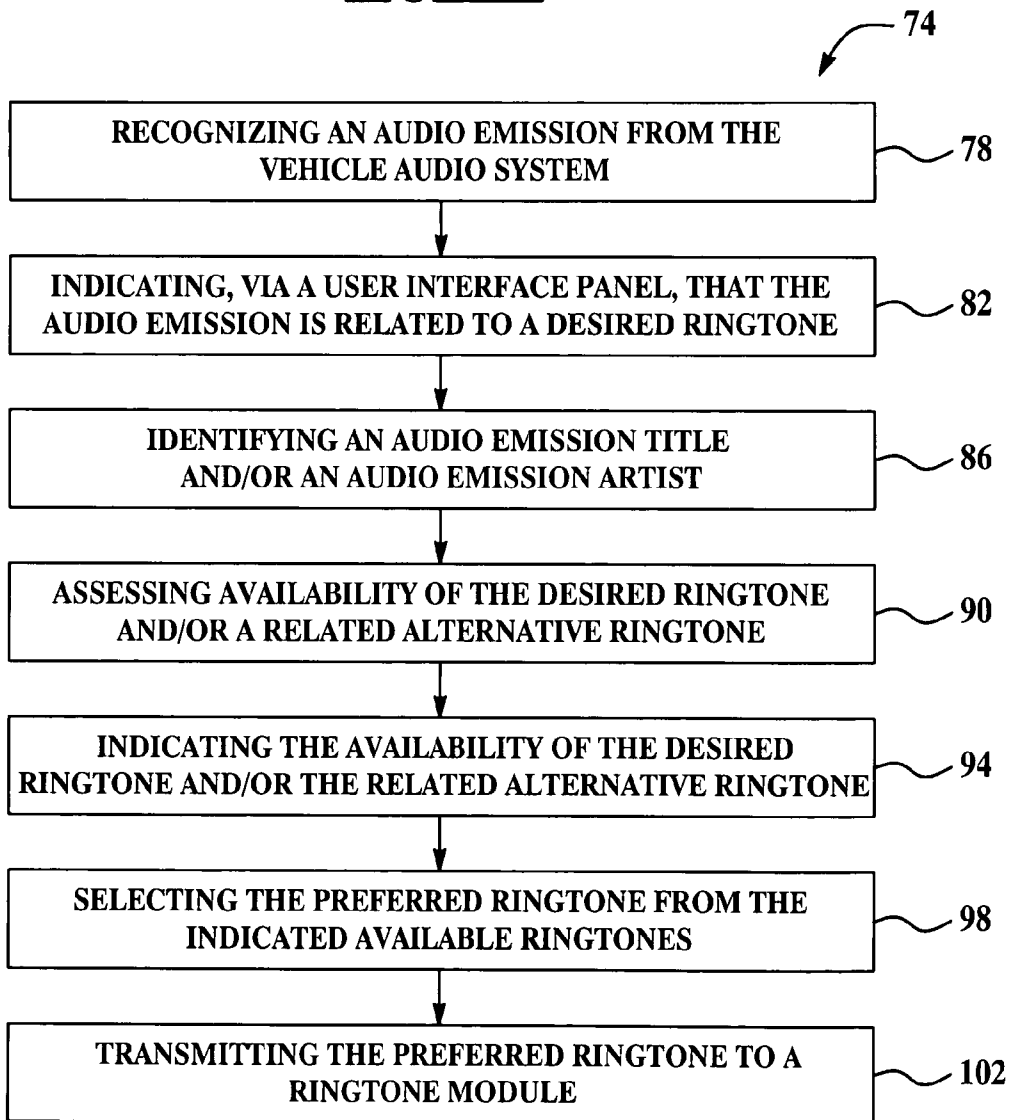 74
RECOGNIZING AN AUDIO EMISSION FROM THE
VEHICLE AUDIO SYSTEM
78
INDICATING, VIA A USER INTERFACE PANEL, THAT THE
AUDIO EMISSION IS RELATED TO A DESIRED RINGTONE
82
IDENTIFYING AN AUDIO EMISSION TITLE
AND/OR AN AUDIO EMISSION ARTIST
86
ASSESSING AVAILABILITY OF THE DESIRED RINGTONE
AND/OR A RELATED ALTERNATIVE RINGTONE
90
INDICATING THE AVAILABILITY OF THE DESIRED
RINGTONE AND/OR THE RELATED ALTERNATIVE RINGTONE
94
SELECTING THE PREFERRED RINGTONE FROM THE
INDICATED AVAILABLE RINGTONES
98
TRANSMITTING THE PREFERRED RINGTONE TO A
RINGTONE MODULE
102